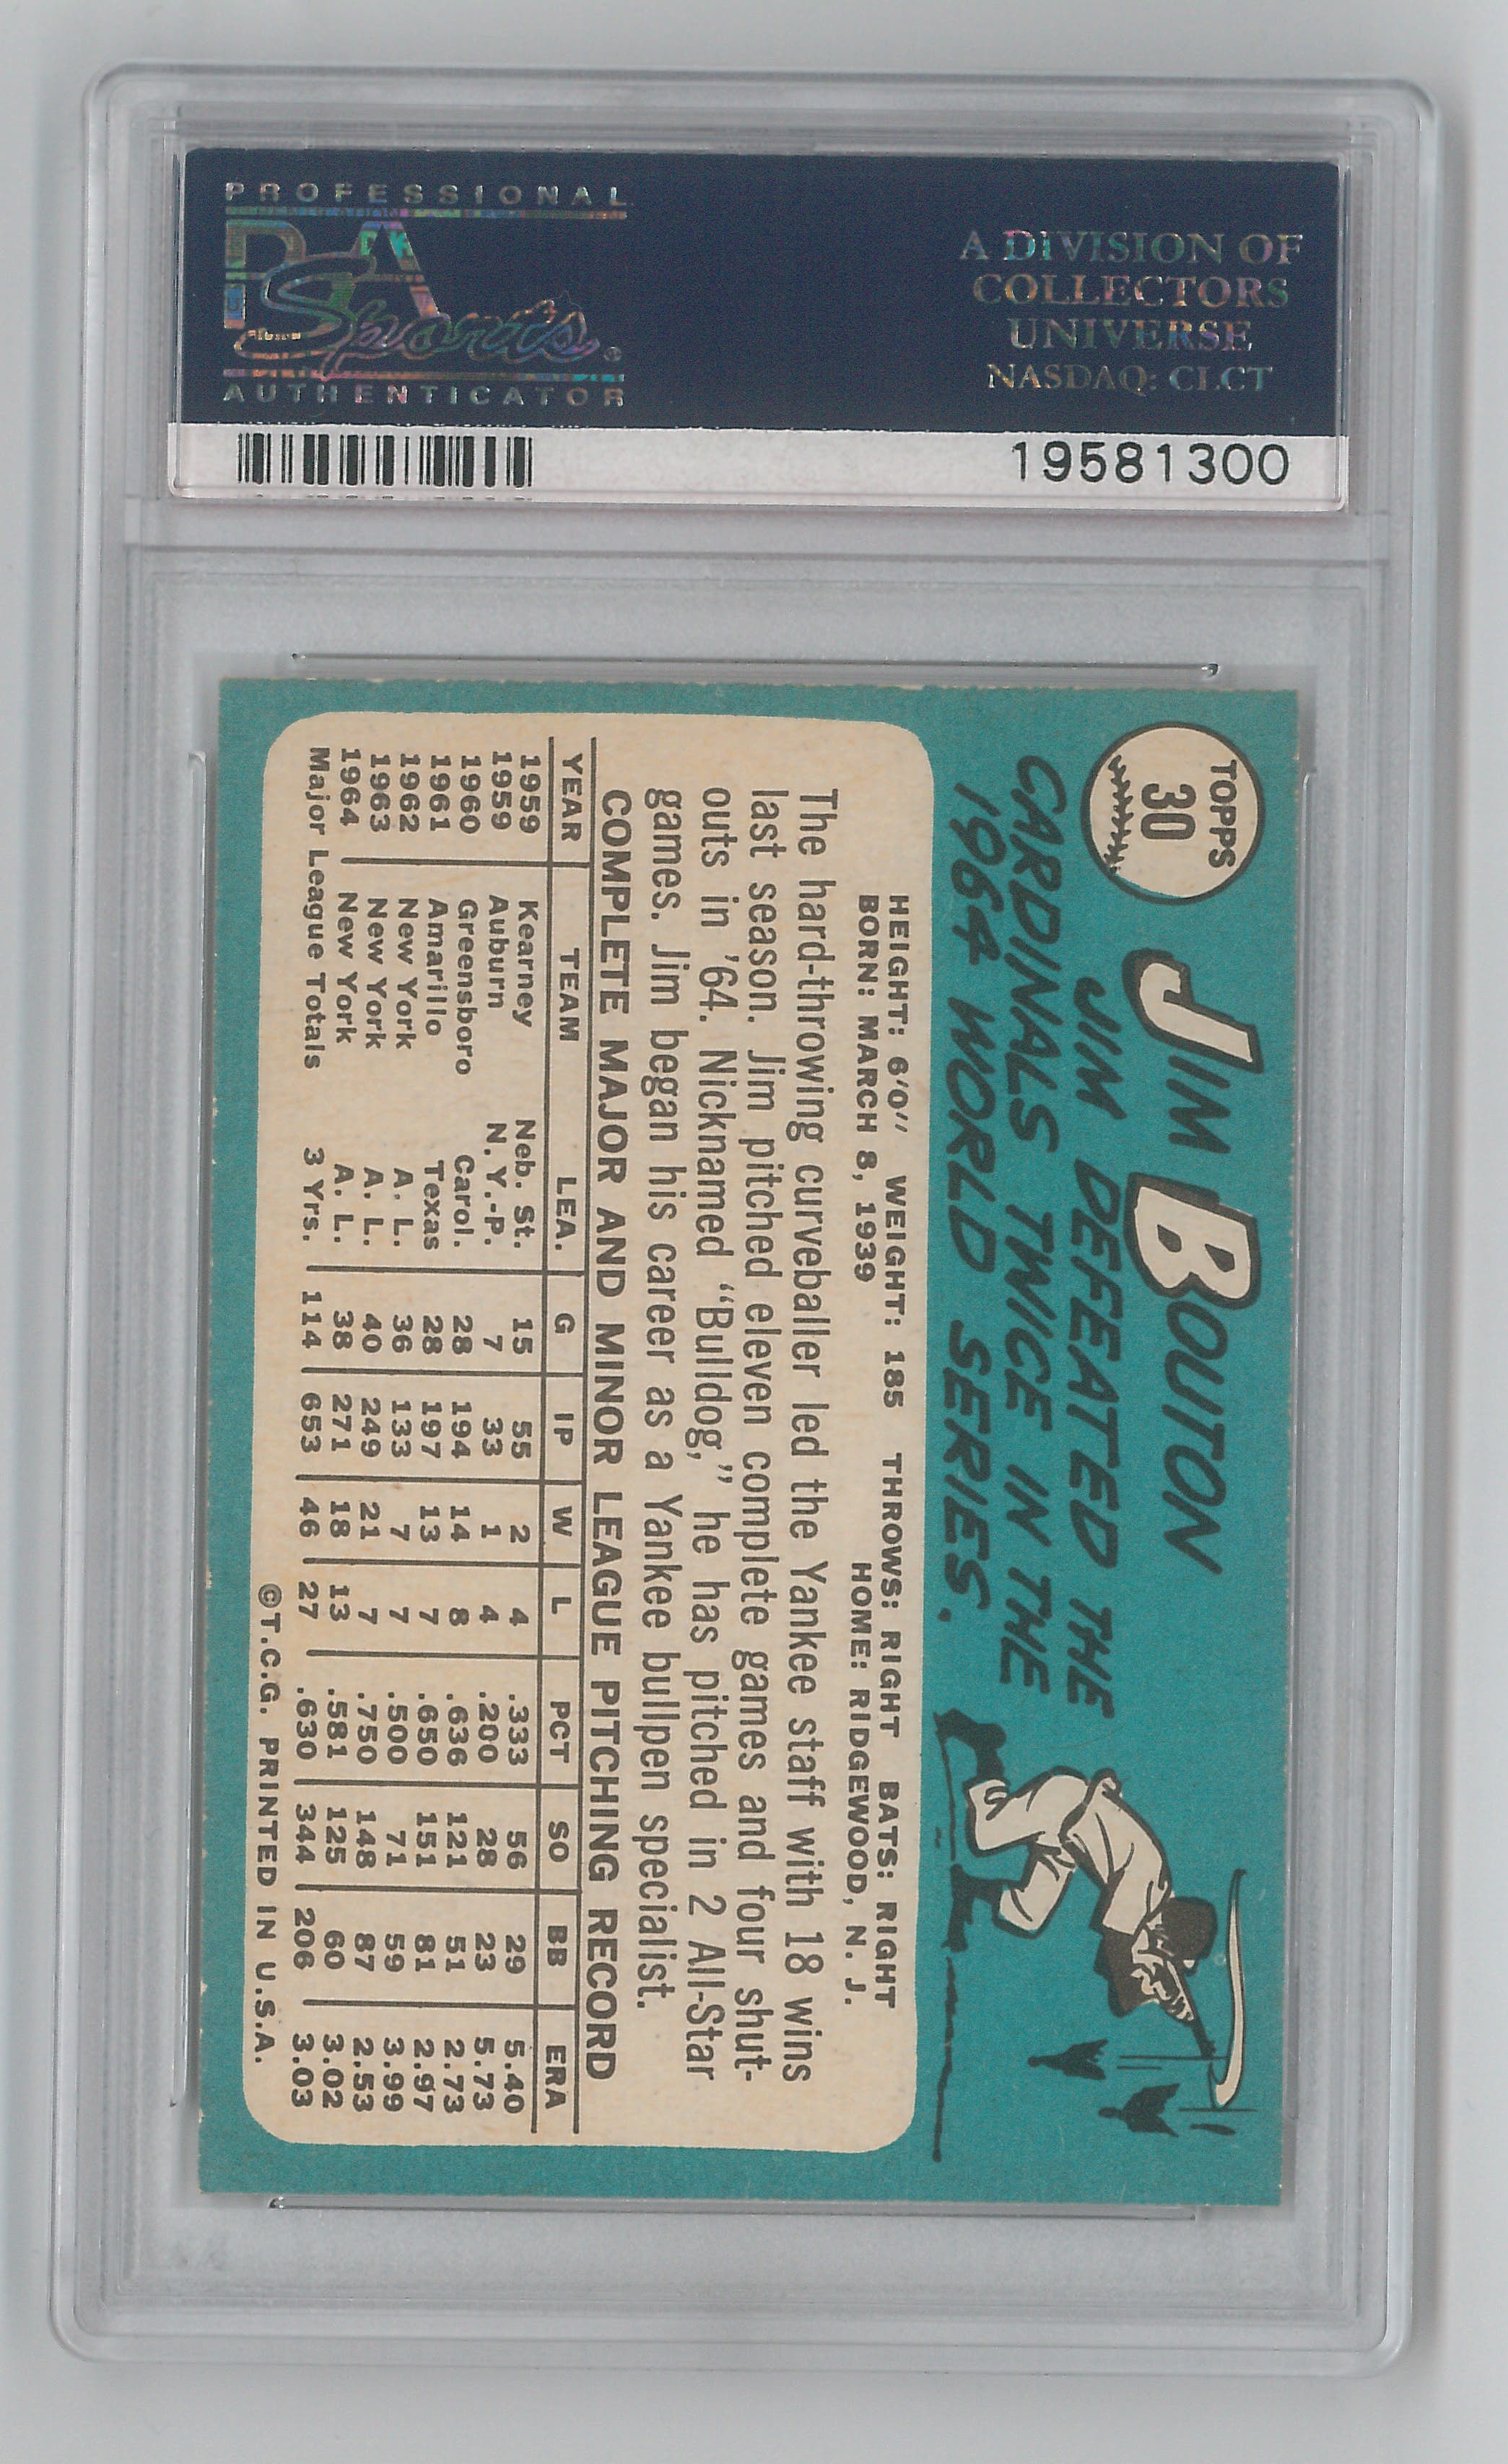 PROFESSIONAL
PSA
Sports®
AUTHENTICATOR
A DIVISION OF
COLLECTORS
UNIVERSE
NASDAQ: CLCT
19581300
TOPPS
30
JIM BOUTON
JIM DEFEATED THE
CARDINALS TWICE IN THE
1964 WORLD SERIES.
HEIGHT: 6'0" WEIGHT: 185 THROWS: RIGHT BATS: RIGHT
BORN: MARCH 8, 1939 HOME: RIDGEWOOD, N. J.
The hard-throwing curveballer led the Yankee staff with 18 wins
last season. Jim pitched eleven complete games and four shut-
outs in '64. Nicknamed "Bulldog," he has pitched in 2 All-Star
games. Jim began his career as a Yankee bullpen specialist.
COMPLETE MAJOR AND MINOR LEAGUE PITCHING RECORD
YEAR TEAM LEA. G IP W L PCT SO BB ERA
1959 Kearney Neb. St. 15 55 2 4 .333 56 29 5.40
1959 Auburn N. Y.-P. 7 33 1 4 .200 28 23 5.73
1960 Greensboro Carol. 28 194 14 8 .636 121 51 2.73
1961 Amarillo Texas 28 197 13 7 .650 151 81 2.97
1962 New York A. L. 36 133 7 7 .500 71 59 3.99
1963 New York A. L. 40 249 21 7 .750 148 87 2.53
1964 New York A. L. 38 271 18 13 .581 125 60 3.02
Major League Totals 3 Yrs. 114 653 46 27 .630 344 206 3.03
©T.C.G. PRINTED IN U.S.A.